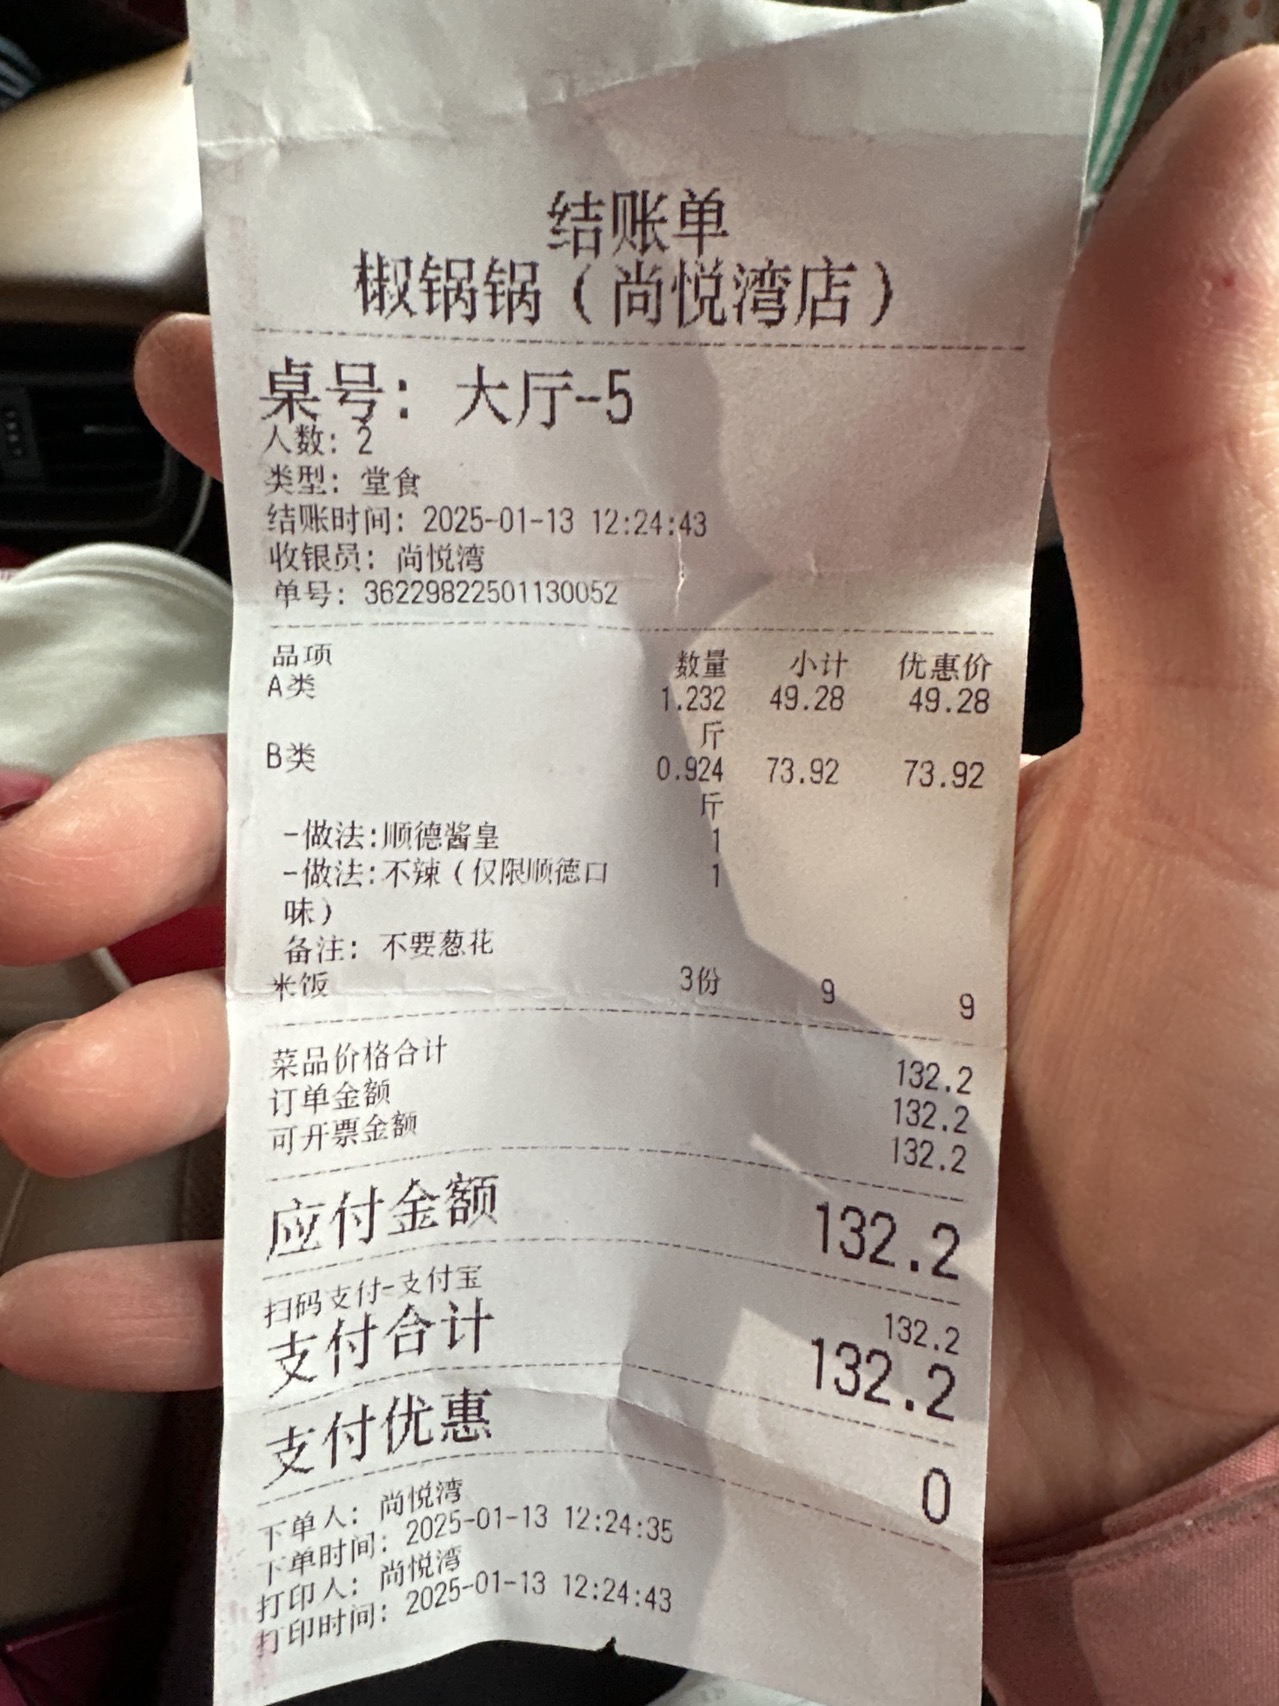 结账单
椒锅锅（尚悦湾店）
桌号：大厅-5
人数：2
类型：堂食
结账时间：2025-01-13 12:24:43
收银员：尚悦湾
单号：36229822501130052
品项 数量 小计 优惠价
A类 1.232 49.28 49.28
斤
B类 0.924 73.92 73.92
斤
-做法:顺德酱皇 1
-做法:不辣（仅限顺德口 1
味）
备注：不要葱花
米饭 3份 9 9
菜品价格合计 132.2
订单金额 132.2
可开票金额 132.2
应付金额 132.2
扫码支付-支付宝 132.2
支付合计 132.2
支付优惠 0
下单人：尚悦湾
下单时间：2025-01-13 12:24:35
打印人：尚悦湾
打印时间：2025-01-13 12:24:43